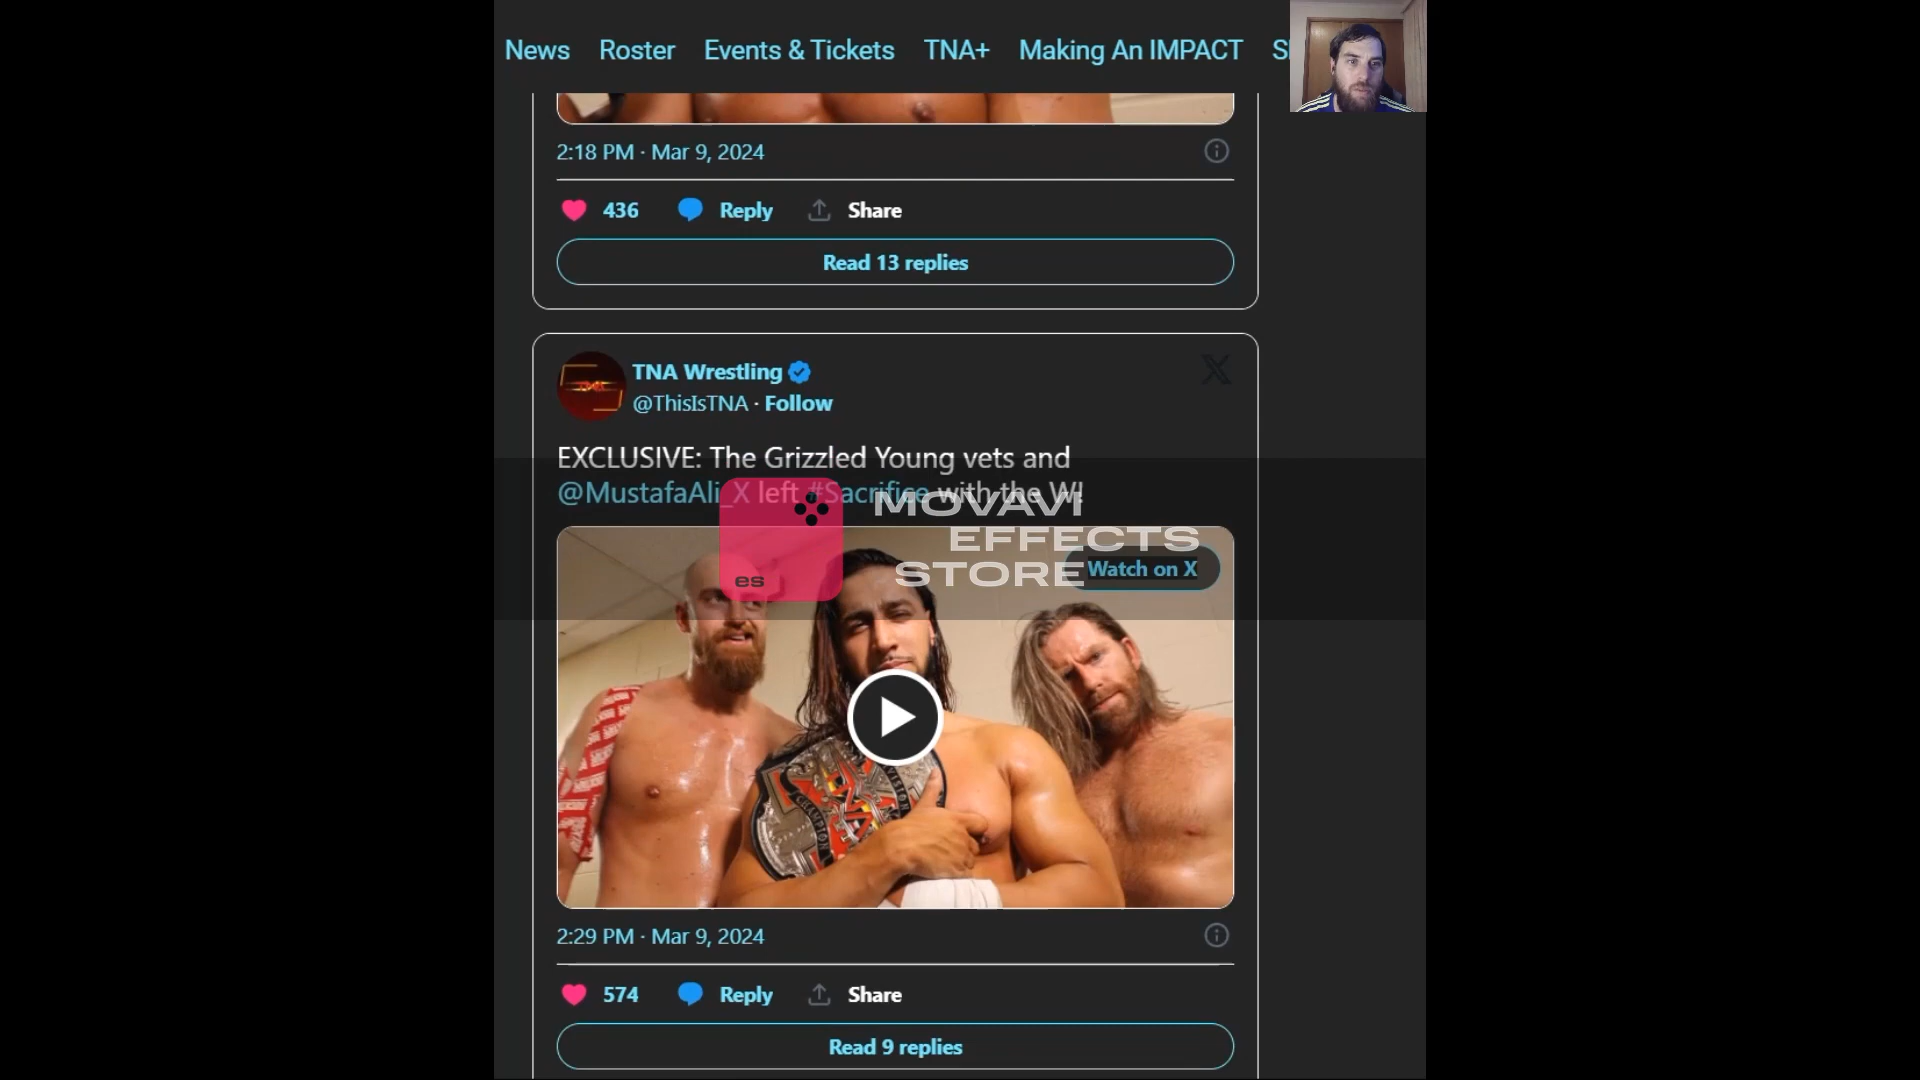 News Roster Events & Tickets TNA+ Making An IMPACT
2:18 PM · Mar 9, 2024
436 Reply Share
Read 13 replies
TNA Wrestling
@ThisIsTNA · Follow
EXCLUSIVE: The Grizzled Young vets and
@MustafaAli_X left #Sacrifice with the W!
MOVAVI
EFFECTS
STORE
es
Watch on X
2:29 PM · Mar 9, 2024
574 Reply Share
Read 9 replies